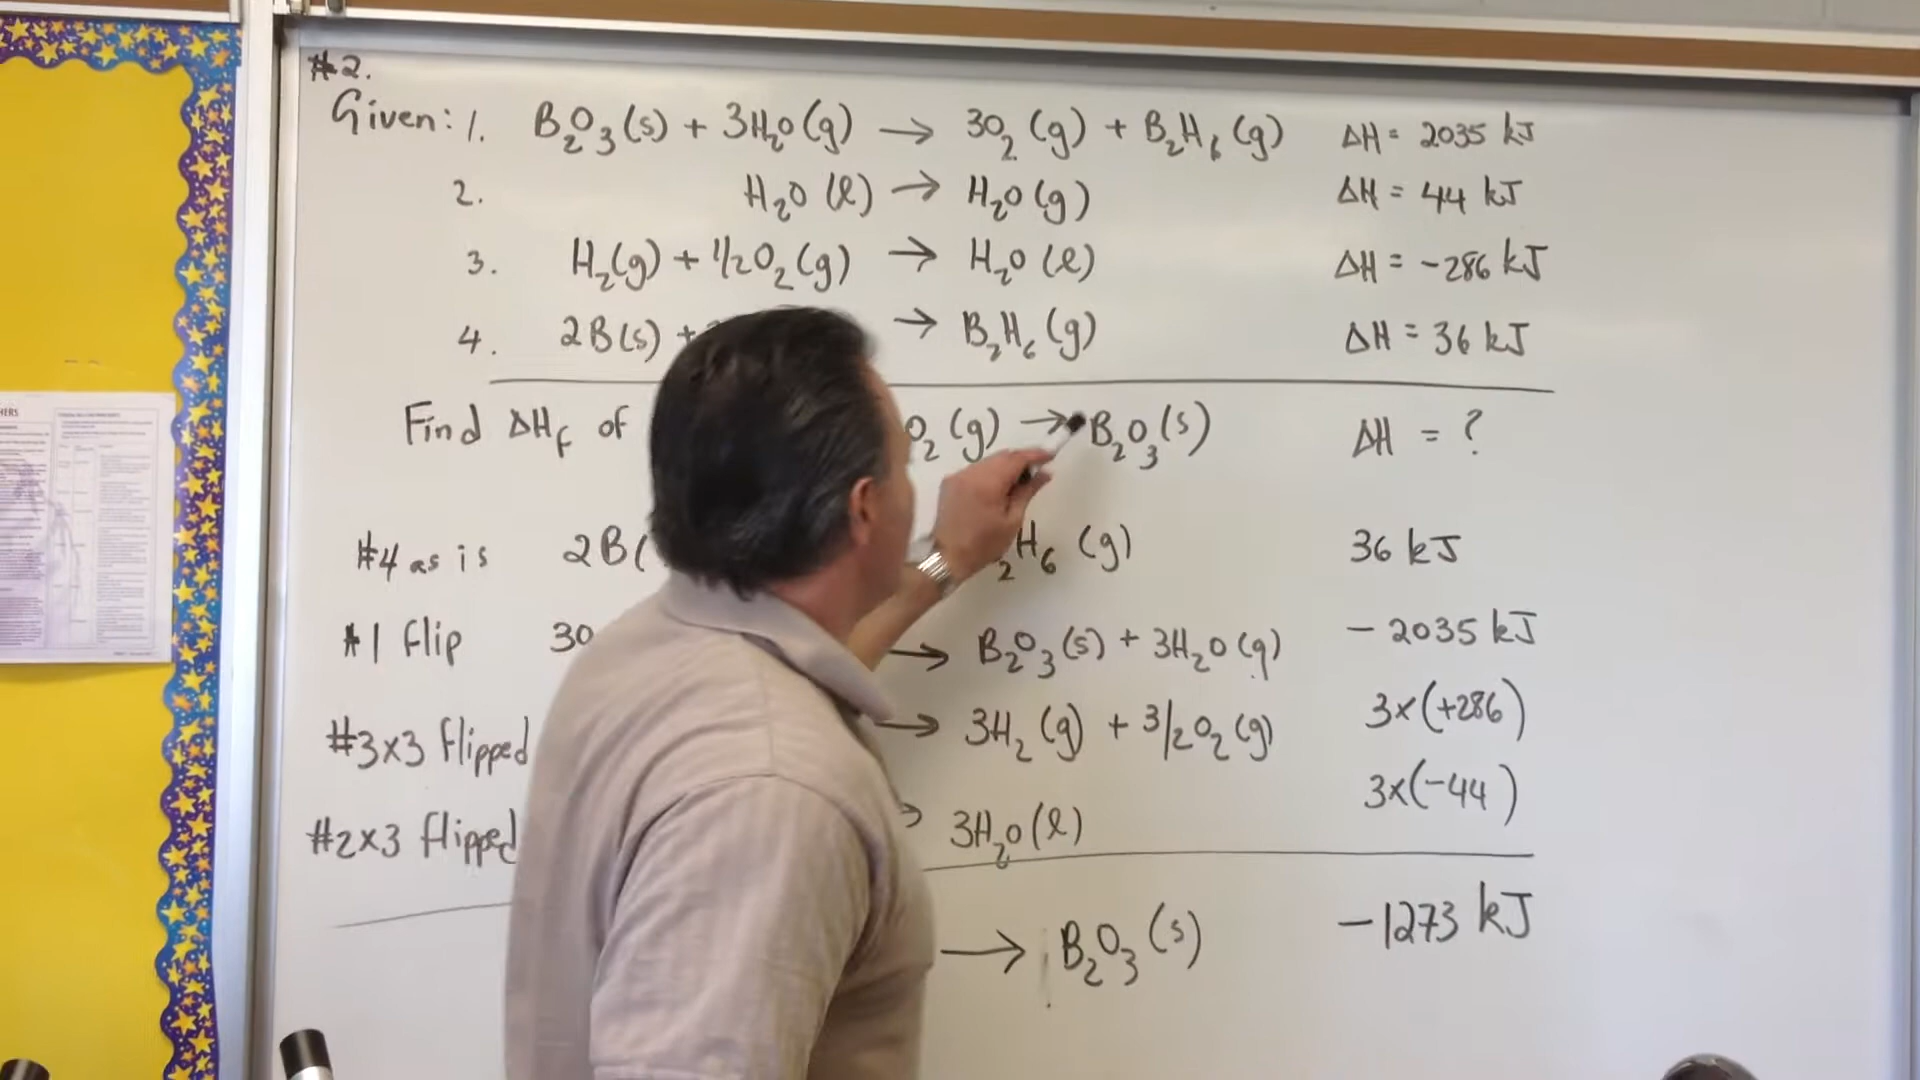 #2.
Given: 1. B₂O₃(s) + 3H₂O(g) → 3O₂(g) + B₂H₆(g) ΔH = 2035 kJ
2. H₂O(l) → H₂O(g) ΔH = 44 kJ
3. H₂(g) + 1/2O₂(g) → H₂O(l) ΔH = -286 kJ
4. 2B(s) + → B₂H₆(g) ΔH = 36 kJ
Find ΔHf of O₂(g) → B₂O₃(s) ΔH = ?
#4 as is 2B( ₂H₆(g) 36 kJ
#1 flip 3O → B₂O₃(s) + 3H₂O(g) - 2035 kJ
#3x3 flipped → 3H₂(g) + 3/2O₂(g) 3x(+286)
#2x3 flipped → 3H₂O(l) 3x(-44)
→ B₂O₃(s) -1273 kJ